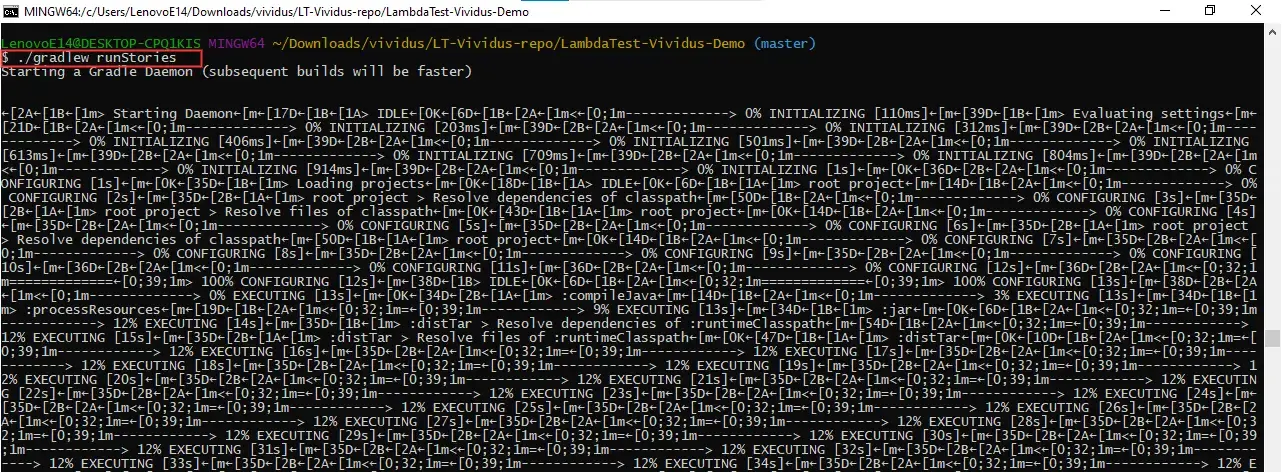 MINGW64:/c/Users/LenovoE14/Downloads/vividus/LT-Vividus-repo/LambdaTest-Vividus-Demo
LenovoE14@DESKTOP-CPQ1KIS MINGW64 ~/Downloads/vividus/LT-Vividus-repo/LambdaTest-Vividus-Demo (master)
$ ./gradlew runStories
Starting a Gradle Daemon (subsequent builds will be faster)
←[2A←[1B←[1m> Starting Daemon←[m←[17D←[1B←[1A> IDLE←[0K←[6D←[1B←[2A←[1m<←[0;1m-------------> 0% INITIALIZING [110ms]←[m←[39D←[1B←[1m> Evaluating settings←[m←
[21D←[1B←[2A←[1m<←[0;1m-------------> 0% INITIALIZING [203ms]←[m←[39D←[2B←[2A←[1m<←[0;1m-------------> 0% INITIALIZING [312ms]←[m←[39D←[2B←[2A←[1m<←[0;1m----
---------> 0% INITIALIZING [406ms]←[m←[39D←[2B←[2A←[1m<←[0;1m-------------> 0% INITIALIZING [501ms]←[m←[39D←[2B←[2A←[1m<←[0;1m-------------> 0% INITIALIZING
[613ms]←[m←[39D←[2B←[2A←[1m<←[0;1m-------------> 0% INITIALIZING [709ms]←[m←[39D←[2B←[2A←[1m<←[0;1m-------------> 0% INITIALIZING [804ms]←[m←[39D←[2B←[2A←[1m
<←[0;1m-------------> 0% INITIALIZING [914ms]←[m←[39D←[2B←[2A←[1m<←[0;1m-------------> 0% INITIALIZING [1s]←[m←[0K←[36D←[2B←[2A←[1m<←[0;1m-------------> 0% C
ONFIGURING [1s]←[m←[0K←[35D←[1B←[1m> Loading projects←[m←[0K←[18D←[1B←[1A> IDLE←[0K←[6D←[1B←[1A←[1m> root project←[m←[14D←[1B←[2A←[1m<←[0;1m-------------> 0%
CONFIGURING [2s]←[m←[35D←[2B←[1A←[1m> root project > Resolve dependencies of classpath←[m←[50D←[1B←[2A←[1m<←[0;1m-------------> 0% CONFIGURING [3s]←[m←[35D←
[2B←[1A←[1m> root project > Resolve files of classpath←[m←[0K←[43D←[1B←[1A←[1m> root project←[m←[0K←[14D←[1B←[2A←[1m<←[0;1m-------------> 0% CONFIGURING [4s]
←[m←[35D←[2B←[2A←[1m<←[0;1m-------------> 0% CONFIGURING [5s]←[m←[35D←[2B←[2A←[1m<←[0;1m-------------> 0% CONFIGURING [6s]←[m←[35D←[2B←[1A←[1m> root project
> Resolve dependencies of classpath←[m←[50D←[1B←[1A←[1m> root project←[m←[0K←[14D←[1B←[2A←[1m<←[0;1m-------------> 0% CONFIGURING [7s]←[m←[35D←[2B←[2A←[1m<←[
0;1m-------------> 0% CONFIGURING [8s]←[m←[35D←[2B←[2A←[1m<←[0;1m-------------> 0% CONFIGURING [9s]←[m←[35D←[2B←[2A←[1m<←[0;1m-------------> 0% CONFIGURING [
10s]←[m←[36D←[2B←[2A←[1m<←[0;1m-------------> 0% CONFIGURING [11s]←[m←[36D←[2B←[2A←[1m<←[0;1m-------------> 0% CONFIGURING [12s]←[m←[36D←[2B←[2A←[1m<←[0;32;1
m=============←[0;39;1m> 100% CONFIGURING [12s]←[m←[38D←[1B> IDLE←[0K←[6D←[1B←[2A←[1m<←[0;32;1m=============←[0;39;1m> 100% CONFIGURING [13s]←[m←[38D←[2B←[2A
←[1m<←[0;1m-------------> 0% EXECUTING [13s]←[m←[0K←[34D←[2B←[1A←[1m> :compileJava←[m←[14D←[1B←[2A←[1m<←[0;1m-------------> 3% EXECUTING [13s]←[m←[34D←[1B←[1
m> :processResources←[m←[19D←[1B←[2A←[1m<←[0;32;1m=←[0;39;1m------------> 9% EXECUTING [13s]←[m←[34D←[1B←[1m> :jar←[m←[0K←[6D←[1B←[2A←[1m<←[0;32;1m=←[0;39;1m
------------> 12% EXECUTING [14s]←[m←[35D←[1B←[1m> :distTar > Resolve dependencies of :runtimeClasspath←[m←[54D←[1B←[2A←[1m<←[0;32;1m=←[0;39;1m------------>
12% EXECUTING [15s]←[m←[35D←[2B←[1A←[1m> :distTar > Resolve files of :runtimeClasspath←[m←[0K←[47D←[1B←[1A←[1m> :distTar←[m←[0K←[10D←[1B←[2A←[1m<←[0;32;1m=←[
0;39;1m------------> 12% EXECUTING [16s]←[m←[35D←[2B←[2A←[1m<←[0;32;1m=←[0;39;1m------------> 12% EXECUTING [17s]←[m←[35D←[2B←[2A←[1m<←[0;32;1m=←[0;39;1m----
--------> 12% EXECUTING [18s]←[m←[35D←[2B←[2A←[1m<←[0;32;1m=←[0;39;1m------------> 12% EXECUTING [19s]←[m←[35D←[2B←[2A←[1m<←[0;32;1m=←[0;39;1m------------> 1
2% EXECUTING [20s]←[m←[35D←[2B←[2A←[1m<←[0;32;1m=←[0;39;1m------------> 12% EXECUTING [21s]←[m←[35D←[2B←[2A←[1m<←[0;32;1m=←[0;39;1m------------> 12% EXECUTIN
G [22s]←[m←[35D←[2B←[2A←[1m<←[0;32;1m=←[0;39;1m------------> 12% EXECUTING [23s]←[m←[35D←[2B←[2A←[1m<←[0;32;1m=←[0;39;1m------------> 12% EXECUTING [24s]←[m←
[35D←[2B←[2A←[1m<←[0;32;1m=←[0;39;1m------------> 12% EXECUTING [25s]←[m←[35D←[2B←[2A←[1m<←[0;32;1m=←[0;39;1m------------> 12% EXECUTING [26s]←[m←[35D←[2B←[2
A←[1m<←[0;32;1m=←[0;39;1m------------> 12% EXECUTING [27s]←[m←[35D←[2B←[2A←[1m<←[0;32;1m=←[0;39;1m------------> 12% EXECUTING [28s]←[m←[35D←[2B←[2A←[1m<←[0;3
2;1m=←[0;39;1m------------> 12% EXECUTING [29s]←[m←[35D←[2B←[2A←[1m<←[0;32;1m=←[0;39;1m------------> 12% EXECUTING [30s]←[m←[35D←[2B←[2A←[1m<←[0;32;1m=←[0;39
;1m------------> 12% EXECUTING [31s]←[m←[35D←[2B←[2A←[1m<←[0;32;1m=←[0;39;1m------------> 12% EXECUTING [32s]←[m←[35D←[2B←[2A←[1m<←[0;32;1m=←[0;39;1m--------
----> 12% EXECUTING [33s]←[m←[35D←[2B←[2A←[1m<←[0;32;1m=←[0;39;1m------------> 12% EXECUTING [34s]←[m←[35D←[2B←[2A←[1m<←[0;32;1m=←[0;39;1m------------> 12% E